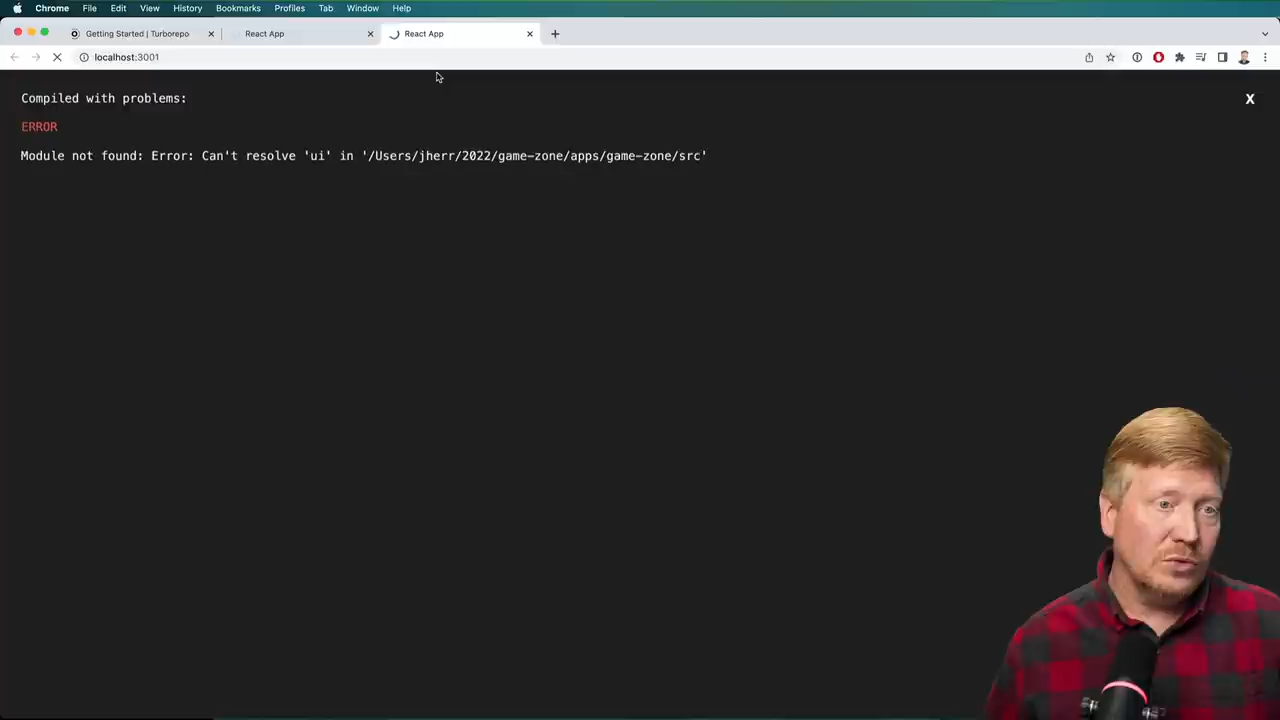 Chrome File Edit View History Bookmarks Profiles Tab Window Help
Getting Started | Turborepo React App React App
localhost:3001
Compiled with problems:
X
ERROR
Module not found: Error: Can't resolve 'ui' in '/Users/jherr/2022/game-zone/apps/game-zone/src'